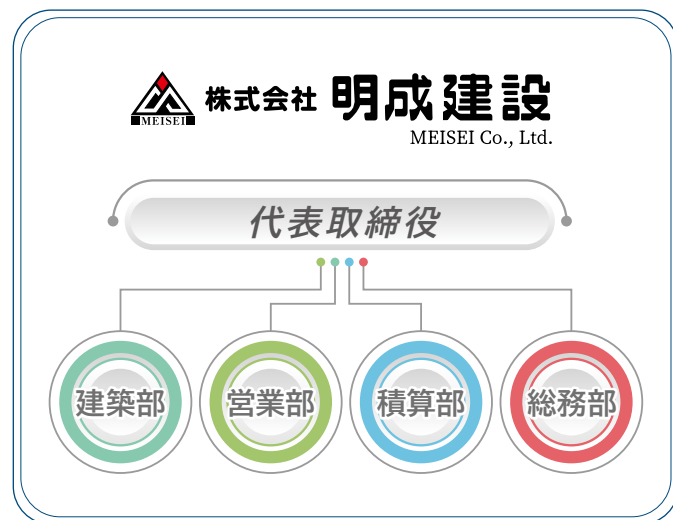 MEISEI
株式会社 明成建設
MEISEI Co., Ltd.
代表取締役
建築部
営業部
積算部
総務部